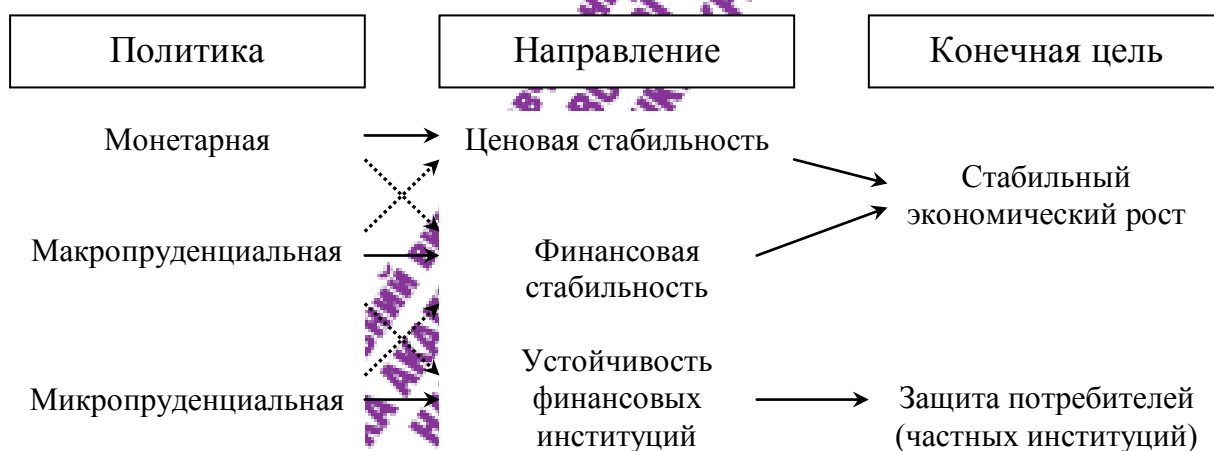 Политика
Направление
Конечная цель
Монетарная
Ценовая стабильность
Стабильный
экономический рост
Макропруденциальная
Финансовая
стабильность
Микропруденциальная
Устойчивость
финансовых
институций
Защита потребителей
(частных институций)